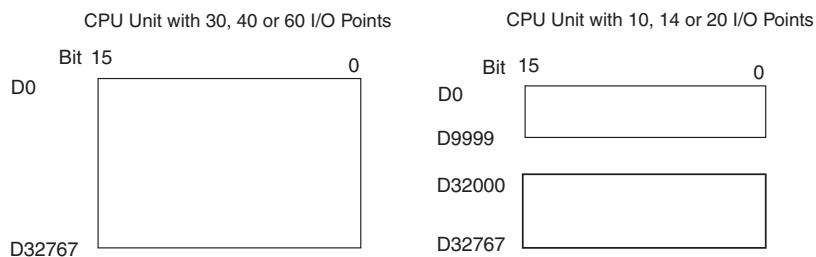 CPU Unit with 30, 40 or 60 I/O Points
Bit 15
0
D0
D32767
CPU Unit with 10, 14 or 20 I/O Points
Bit 15
0
D0
D9999
D32000
D32767